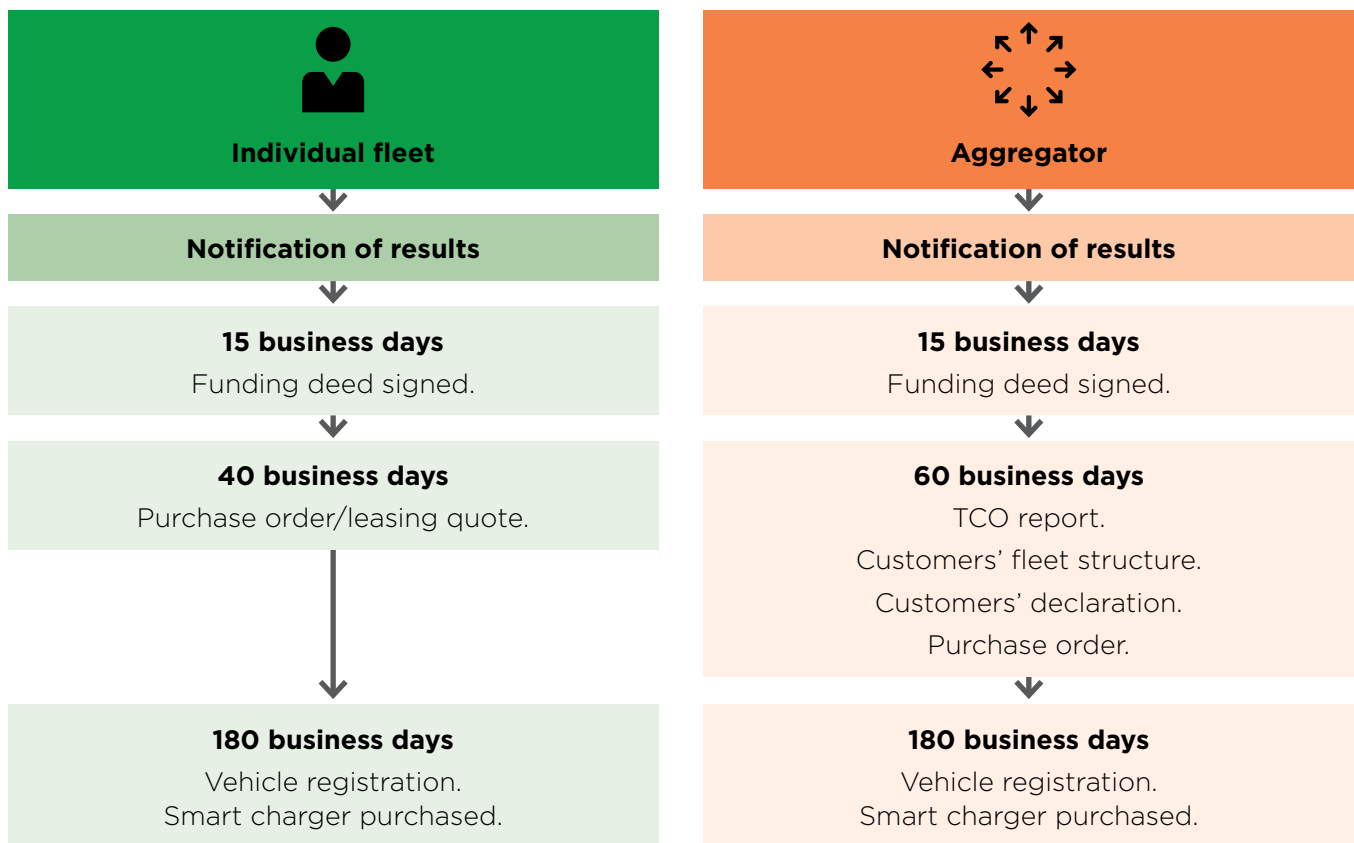 Individual fleet
Notification of results
15 business days
Funding deed signed.
40 business days
Purchase order/leasing quote.
180 business days
Vehicle registration.
Smart charger purchased.
Aggregator
Notification of results
15 business days
Funding deed signed.
60 business days
TCO report.
Customers’ fleet structure.
Customers’ declaration.
Purchase order.
180 business days
Vehicle registration.
Smart charger purchased.